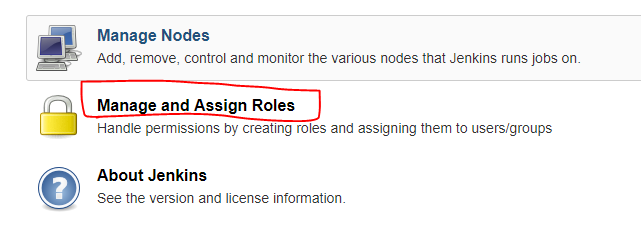 Manage Nodes
Add, remove, control and monitor the various nodes that Jenkins runs jobs on.
Manage and Assign Roles
Handle permissions by creating roles and assigning them to users/groups
About Jenkins
See the version and license information.